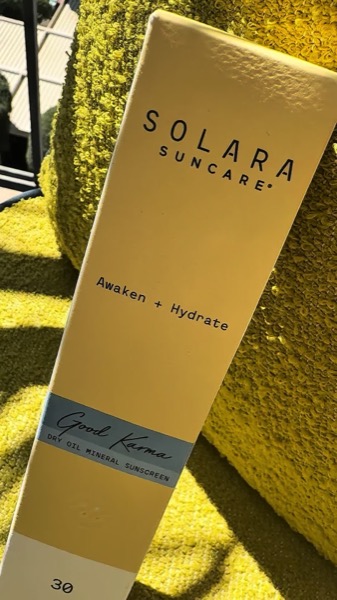 SOLARA
SUNCARE®
Awaken + Hydrate
Good Karma
DRY OIL MINERAL SUNSCREEN
30